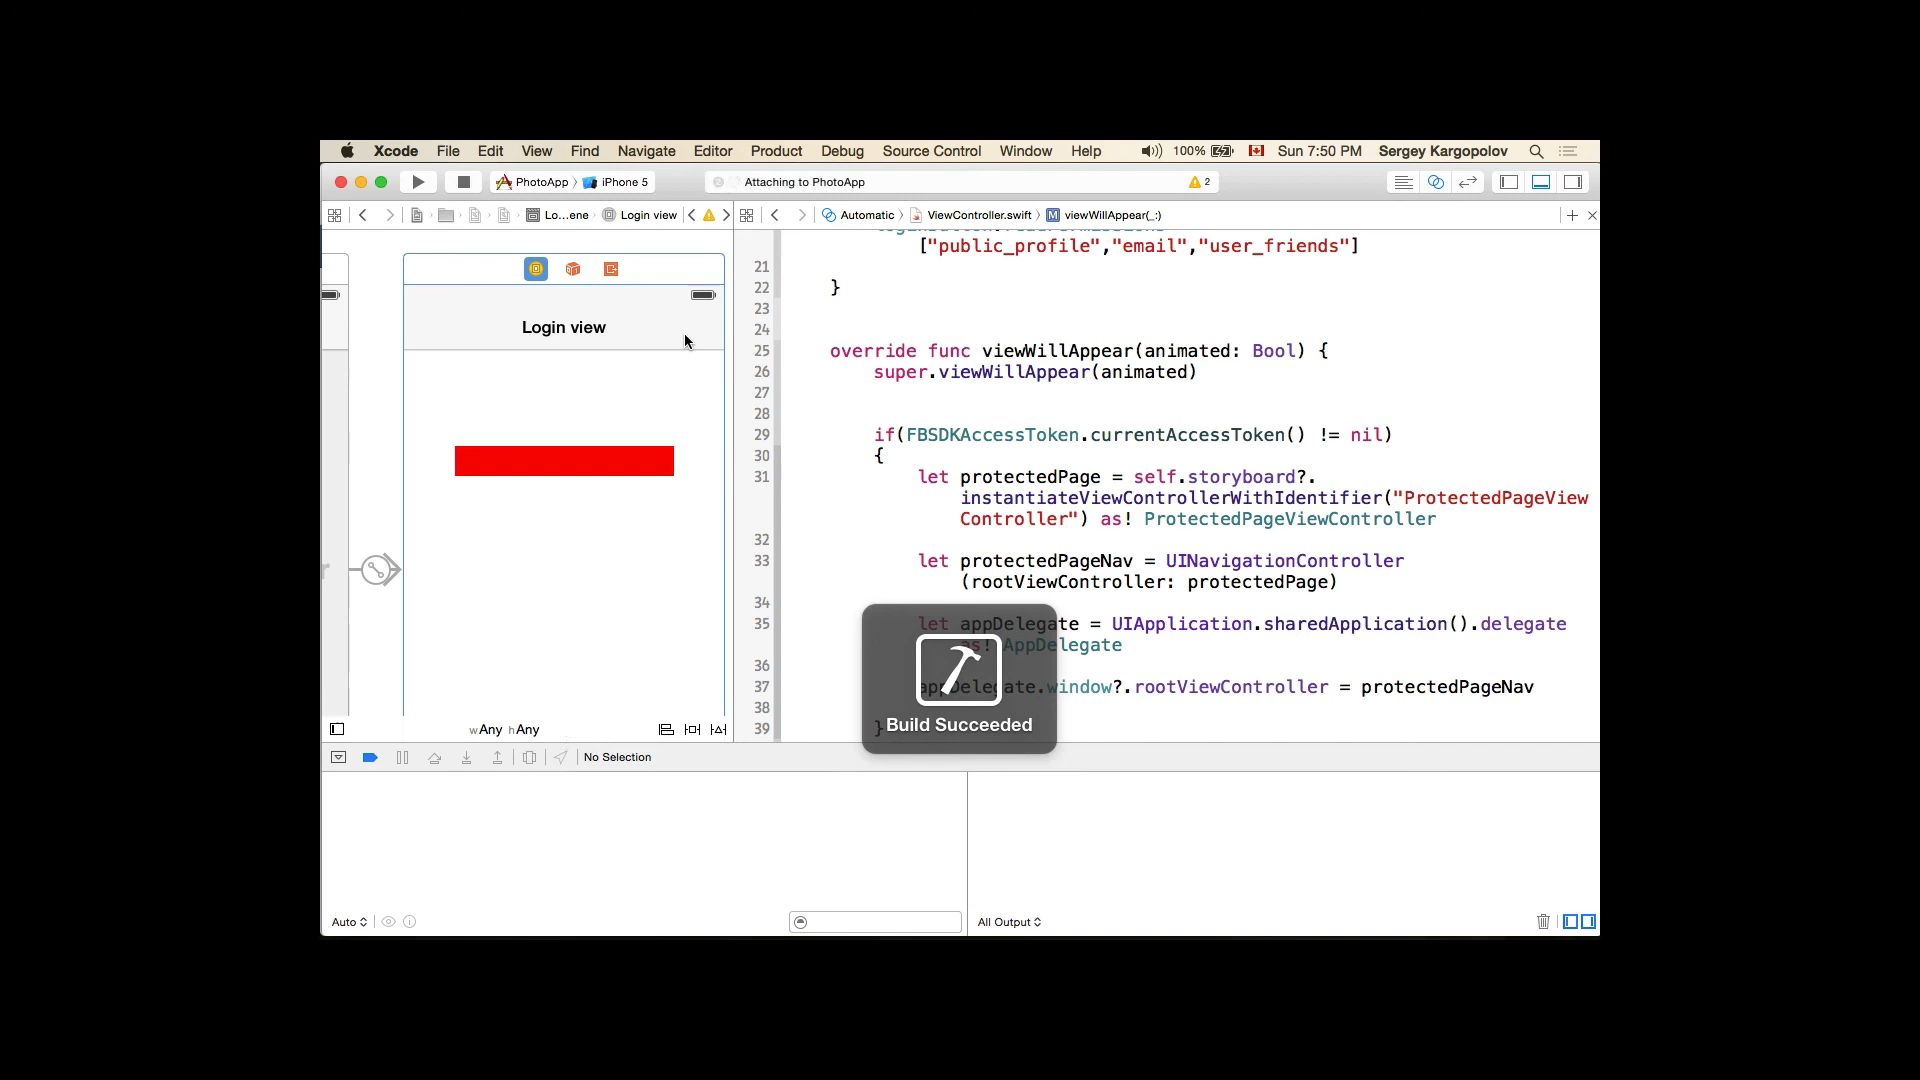 Xcode File Edit View Find Navigate Editor Product Debug Source Control Window Help 100% Sun 7:50 PM Sergey Kargopolov
PhotoApp iPhone 5 Attaching to PhotoApp 2
Lo...ene Login view Automatic ViewController.swift M viewWillAppear(_:)
["public_profile","email","user_friends"]
21
22 }
23
24
25 override func viewWillAppear(animated: Bool) {
26 super.viewWillAppear(animated)
27
28
29 if(FBSDKAccessToken.currentAccessToken() != nil)
30 {
31 let protectedPage = self.storyboard?.
instantiateViewControllerWithIdentifier("ProtectedPageView
Controller") as! ProtectedPageViewController
32
33 let protectedPageNav = UINavigationController
(rootViewController: protectedPage)
34
35 let appDelegate = UIApplication.sharedApplication().delegate
as! AppDelegate
36
37 appDelegate.window?.rootViewController = protectedPageNav
38
39 }
Login view
wAny hAny
Build Succeeded
No Selection
Auto
All Output